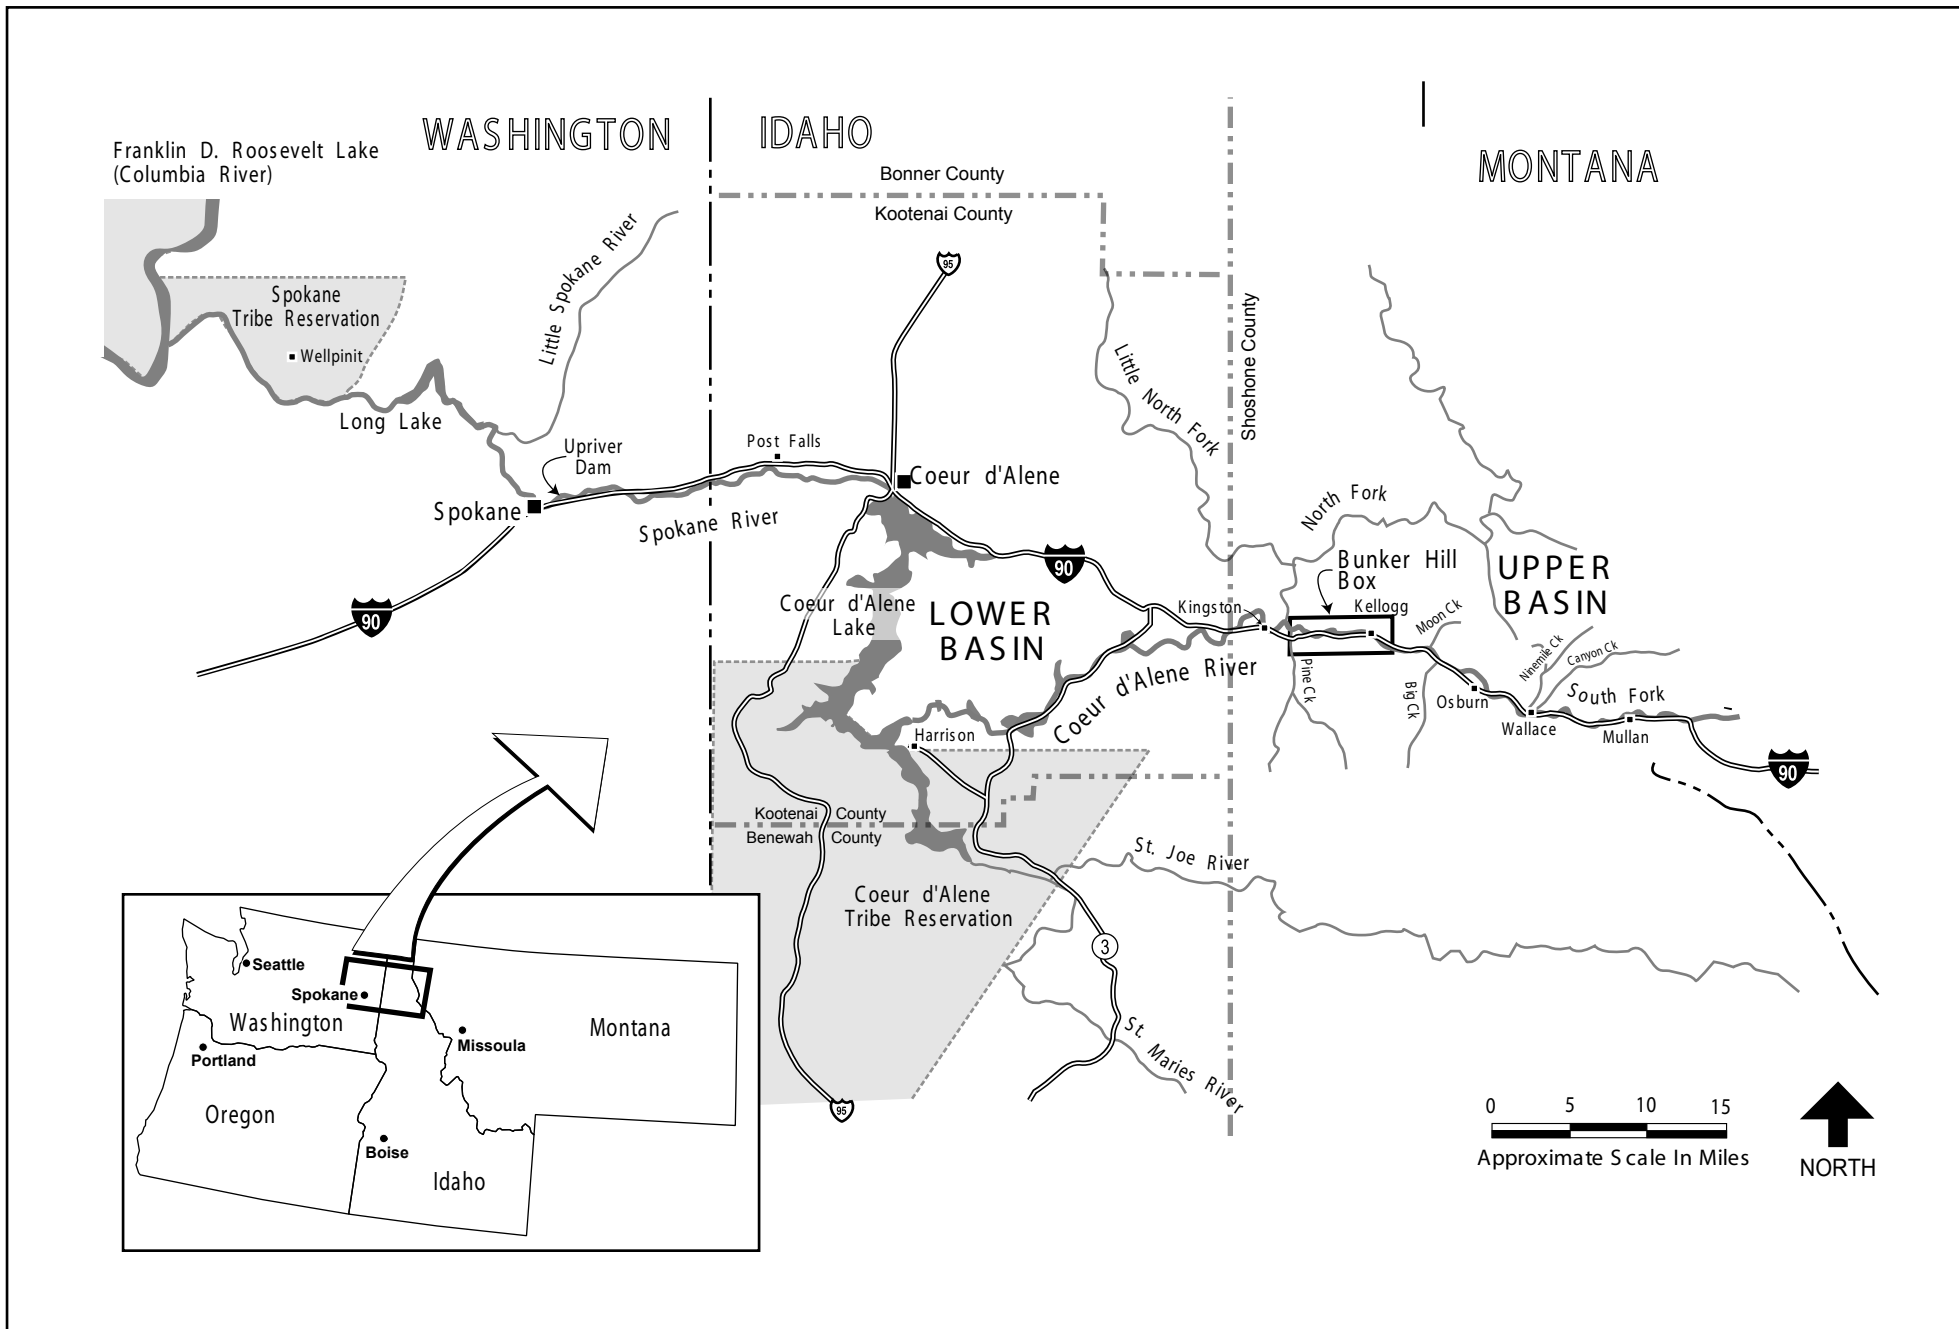 WASHINGTON
IDAHO
MONTANA
Franklin D. Roosevelt Lake
(Columbia River)
Bonner County
Kootenai County
95
Little Spokane River
Spokane
Tribe Reservation
Wellpinit
Long Lake
Little North Fork
Shoshone County
Upriver
Dam
Post Falls
Coeur d'Alene
Spokane
Spokane River
North Fork
90
Bunker Hill
Box
UPPER
BASIN
90
Coeur d'Alene
Lake
LOWER
BASIN
Kingston
Kellogg
Moon Ck
Ninemile Ck
Canyon Ck
Pine Ck
Big Ck
Coeur d'Alene River
Osburn
South Fork
Wallace
Mullan
Harrison
90
Kootenai County
Benewah County
St. Joe River
Coeur d'Alene
Tribe Reservation
3
St. Maries River
95
Seattle
Spokane
Washington
Portland
Missoula
Montana
Oregon
Boise
Idaho
0 5 10 15
Approximate Scale In Miles
NORTH